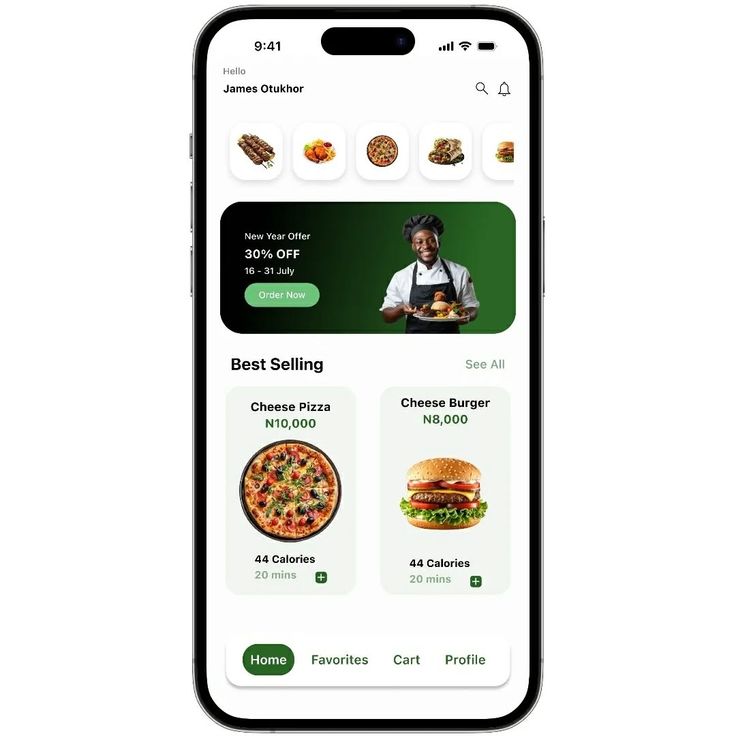 9:41
Hello
James Otukhor
New Year Offer
30% OFF
16 - 31 July
Order Now
Best Selling
See All
Cheese Pizza
N10,000
44 Calories
20 mins
Cheese Burger
N8,000
44 Calories
20 mins
Home
Favorites
Cart
Profile